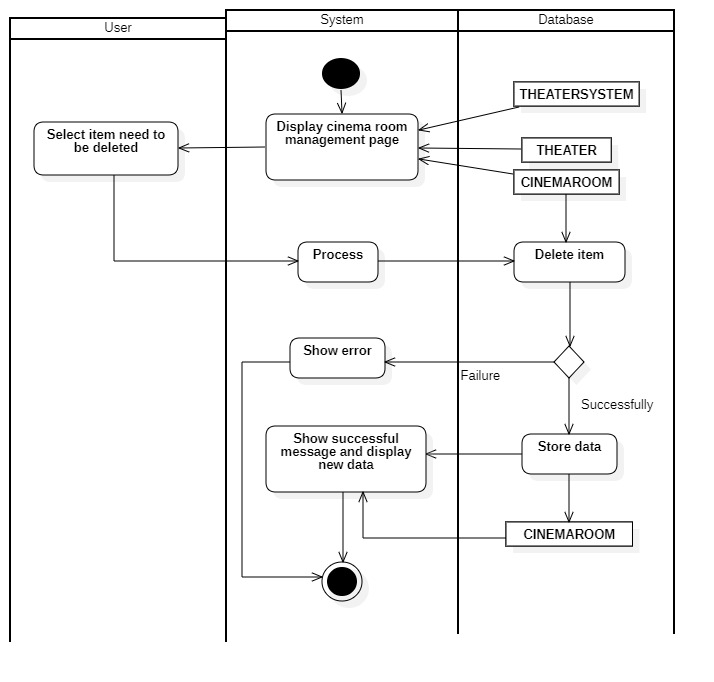 User
System
Database
THEATERSYSTEM
Display cinema room
management page
Select item need to
be deleted
THEATER
CINEMAROOM
Process
Delete item
Show error
Failure
Successfully
Show successful
message and display
new data
Store data
CINEMAROOM